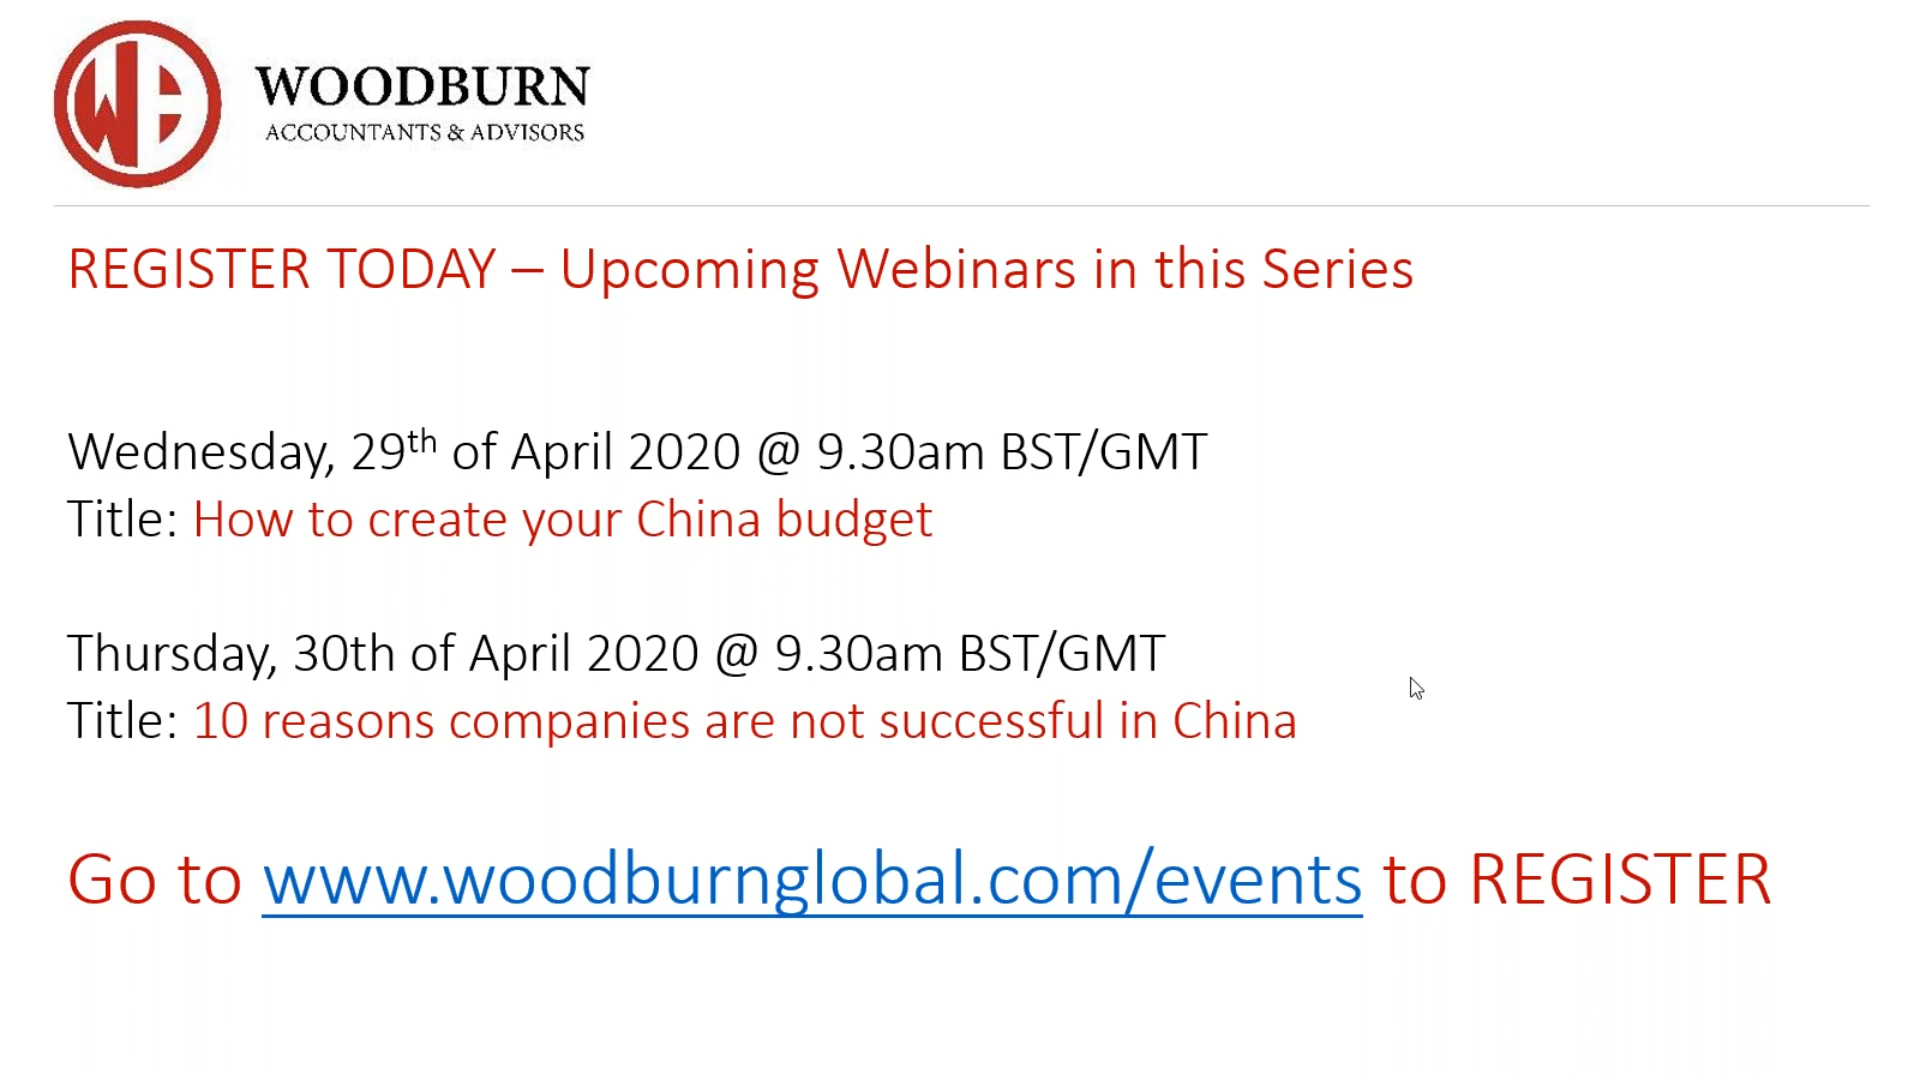 WOODBURN
ACCOUNTANTS & ADVISORS
REGISTER TODAY – Upcoming Webinars in this Series
Wednesday, 29th of April 2020 @ 9.30am BST/GMT
Title: How to create your China budget
Thursday, 30th of April 2020 @ 9.30am BST/GMT
Title: 10 reasons companies are not successful in China
Go to www.woodburnglobal.com/events to REGISTER